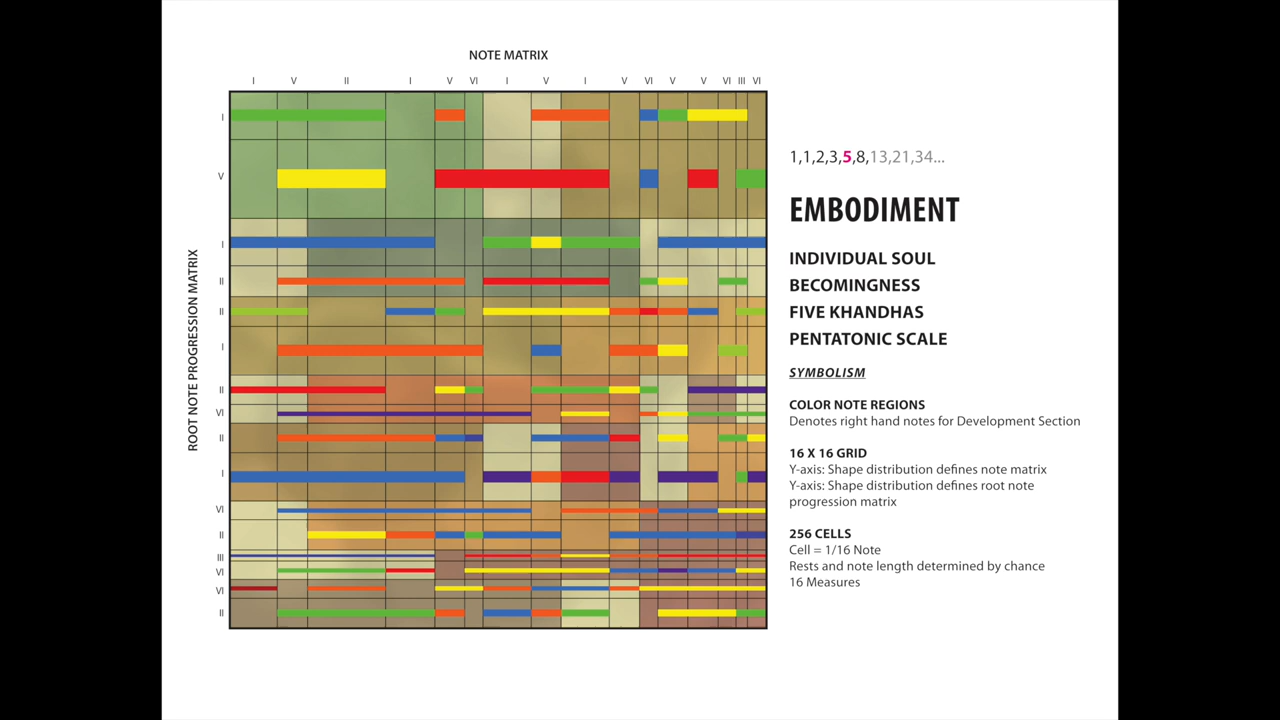 NOTE MATRIX
I V II I V VI I V I V VI V V VI III VI
ROOT NOTE PROGRESSION MATRIX
I
V
I
II
II
I
II
VI
II
I
VI
II
III
VI
VI
II
1,1,2,3,5,8,13,21,34...
EMBODIMENT
INDIVIDUAL SOUL
BECOMINGNESS
FIVE KHANDHAS
PENTATONIC SCALE
SYMBOLISM
COLOR NOTE REGIONS
Denotes right hand notes for Development Section
16 X 16 GRID
Y-axis: Shape distribution defines note matrix
Y-axis: Shape distribution defines root note
progression matrix
256 CELLS
Cell = 1/16 Note
Rests and note length determined by chance
16 Measures